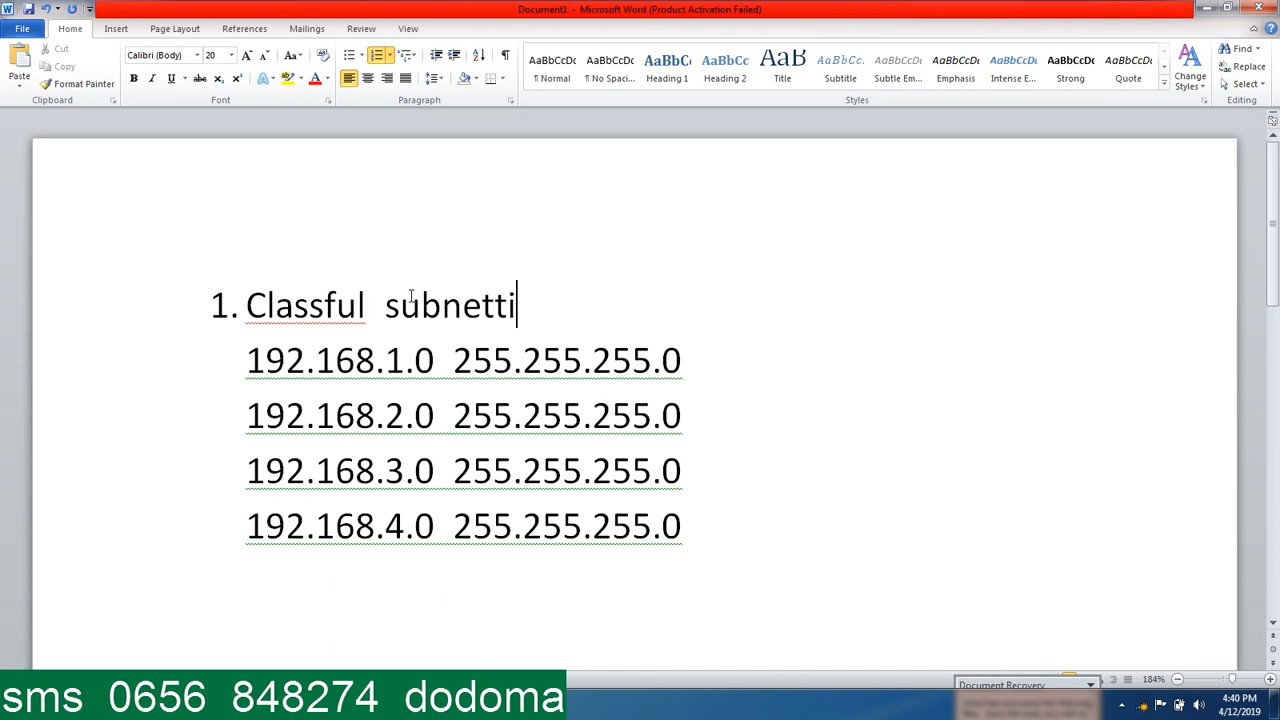 Document1 - Microsoft Word (Product Activation Failed)
File Home Insert Page Layout References Mailings Review View
Paste
Cut
Copy
Format Painter
Clipboard
Calibri (Body) 20
Font
Paragraph
AaBbCcDc AaBbCcDc AaBbC AaBbCc AaB AaBbCc. AaBbCcDc AaBbCcDc AaBbCcDc AaBbCcDc AaBbCcDc
¶ Normal ¶ No Spaci... Heading 1 Heading 2 Title Subtitle Subtle Em... Emphasis Intense E... Strong Quote
Styles
Change Styles
Find
Replace
Select
Editing
1. Classful subnetti
192.168.1.0 255.255.255.0
192.168.2.0 255.255.255.0
192.168.3.0 255.255.255.0
192.168.4.0 255.255.255.0
sms 0656 848274 dodoma
Document Recovery
184%
4:40 PM
4/12/2019